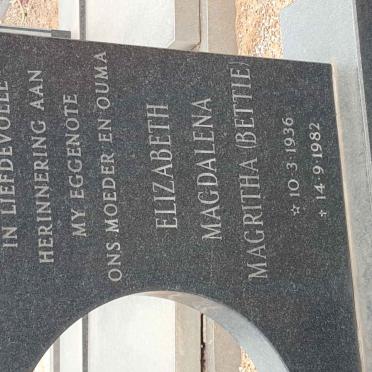 IN LIEFDEVOLLE
HERINNERING AAN
MY EGGENOTE
ONS MOEDER EN OUMA
ELIZABETH
MAGDALENA
MAGRITHA (BETTIE)
☆ 10·3·1936
+ 14·9·1982